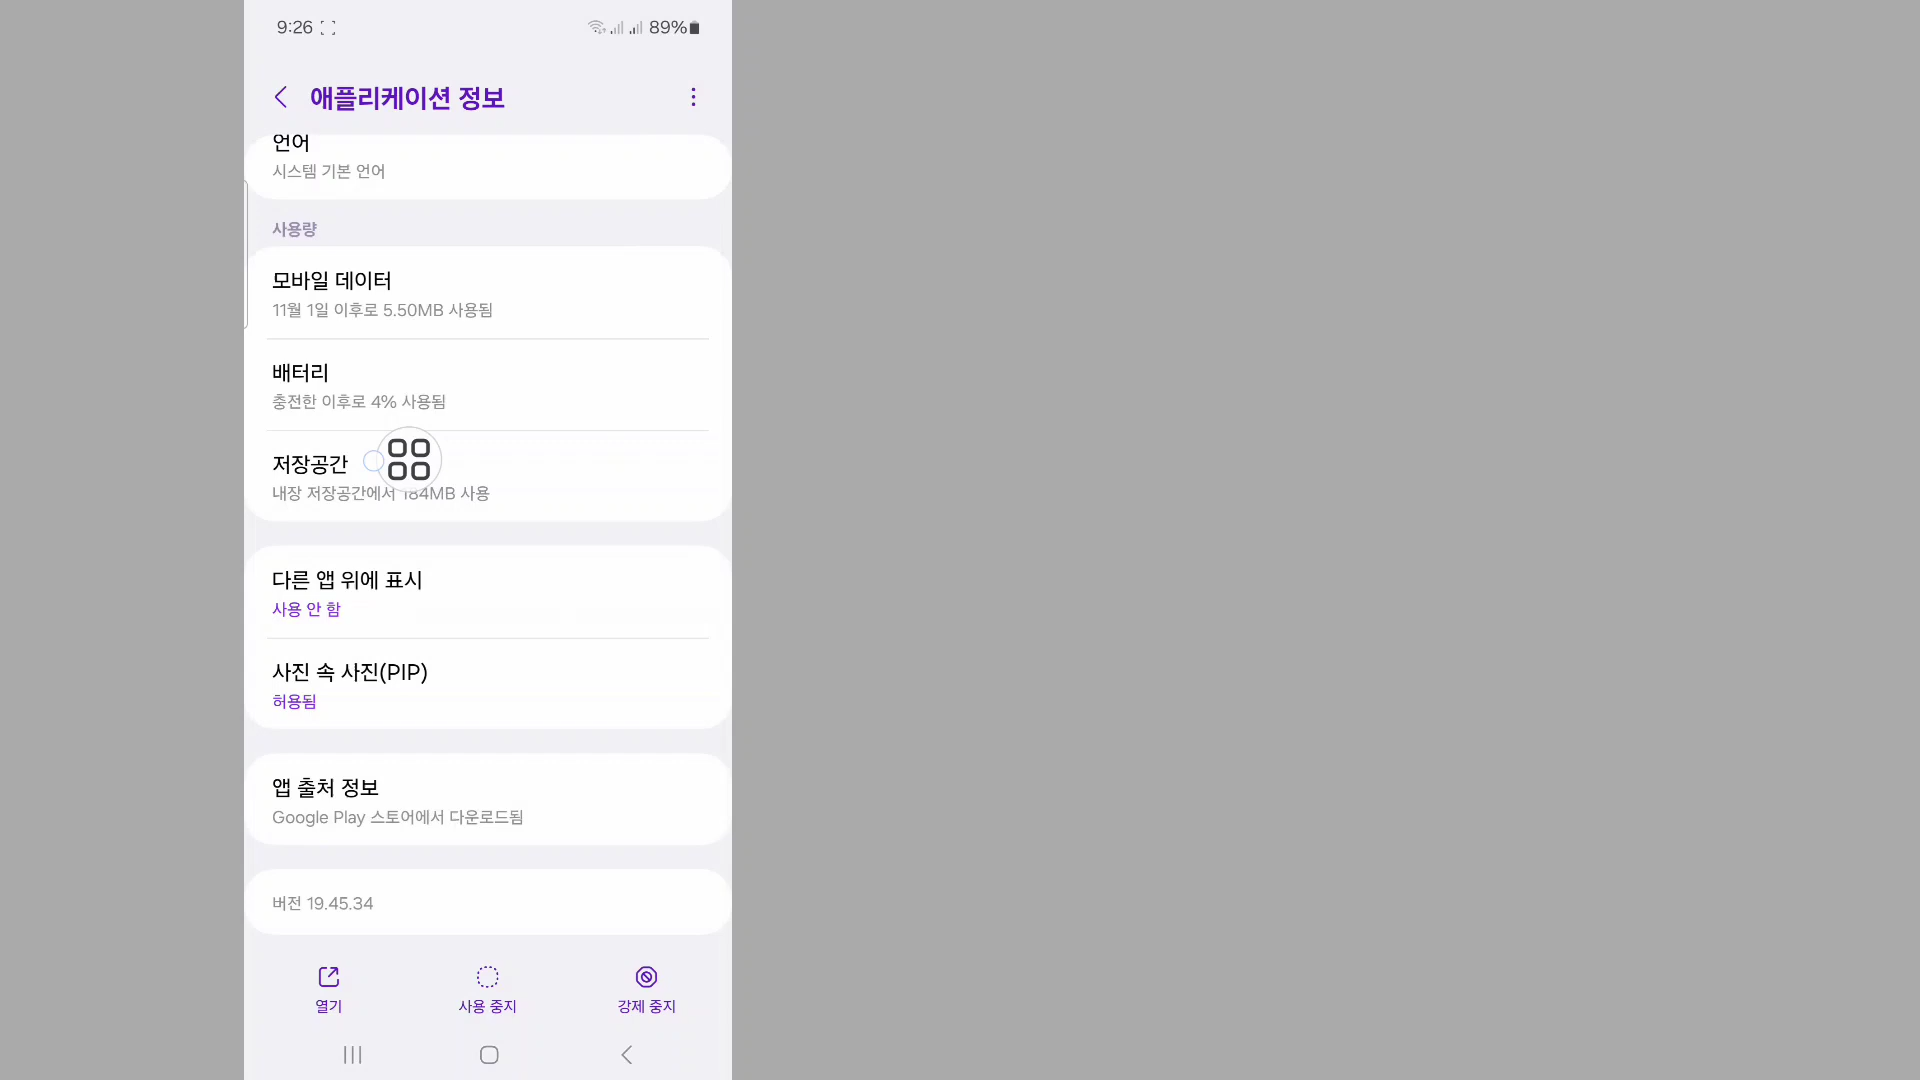 9:26
89%
애플리케이션 정보
언어
시스템 기본 언어
사용량
모바일 데이터
11월 1일 이후로 5.50MB 사용됨
배터리
충전한 이후로 4% 사용됨
저장공간
내장 저장공간에서 184MB 사용
다른 앱 위에 표시
사용 안 함
사진 속 사진(PIP)
허용됨
앱 출처 정보
Google Play 스토어에서 다운로드됨
버전 19.45.34
열기
사용 중지
강제 중지